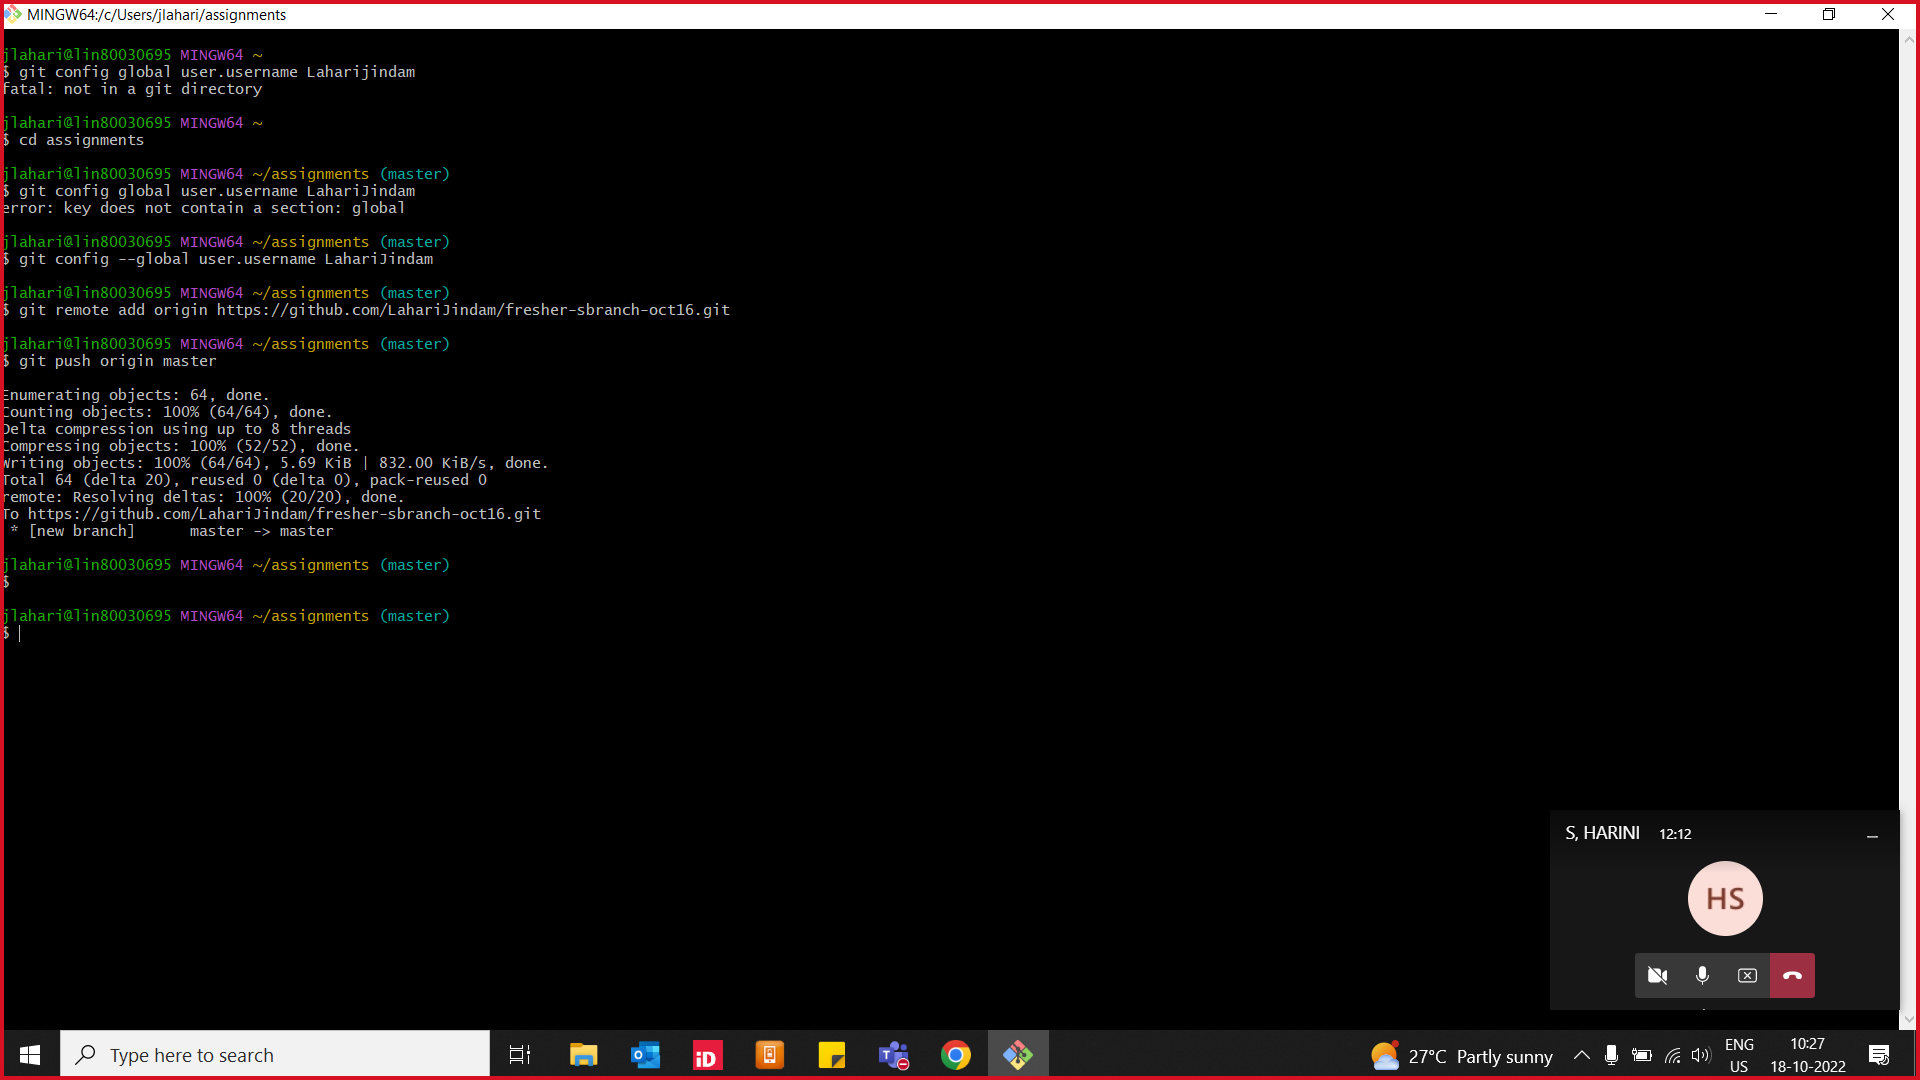 MINGW64:/c/Users/jlahari/assignments
jlahari@lin80030695 MINGW64 ~
$ git config global user.username Laharijindam
fatal: not in a git directory
jlahari@lin80030695 MINGW64 ~
$ cd assignments
jlahari@lin80030695 MINGW64 ~/assignments (master)
$ git config global user.username LahariJindam
error: key does not contain a section: global
jlahari@lin80030695 MINGW64 ~/assignments (master)
$ git config --global user.username LahariJindam
jlahari@lin80030695 MINGW64 ~/assignments (master)
$ git remote add origin https://github.com/LahariJindam/fresher-sbranch-oct16.git
jlahari@lin80030695 MINGW64 ~/assignments (master)
$ git push origin master
Enumerating objects: 64, done.
Counting objects: 100% (64/64), done.
Delta compression using up to 8 threads
Compressing objects: 100% (52/52), done.
Writing objects: 100% (64/64), 5.69 KiB | 832.00 KiB/s, done.
Total 64 (delta 20), reused 0 (delta 0), pack-reused 0
remote: Resolving deltas: 100% (20/20), done.
To https://github.com/LahariJindam/fresher-sbranch-oct16.git
* [new branch] master -> master
jlahari@lin80030695 MINGW64 ~/assignments (master)
$
jlahari@lin80030695 MINGW64 ~/assignments (master)
$
S, HARINI 12:12
HS
Type here to search
iD
27°C Partly sunny
ENG
US
10:27
18-10-2022